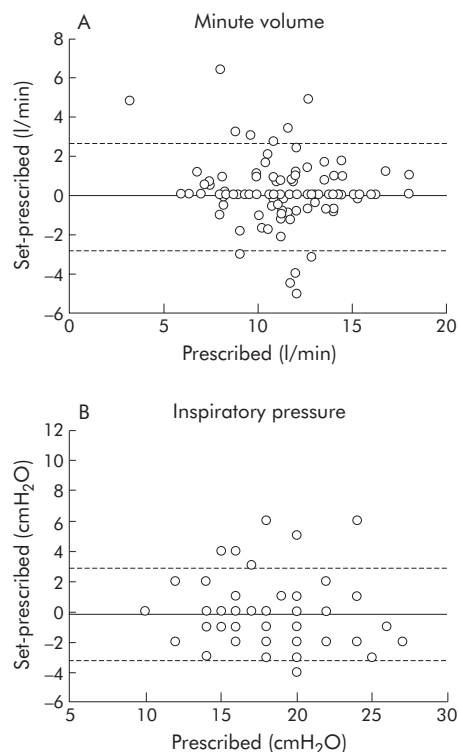 A Minute volume
8
6
4
2
0
−2
−4
−6
Set-prescribed (l/min)
0 5 10 15 20
Prescribed (l/min)
B Inspiratory pressure
12
10
8
6
4
2
0
−2
−4
−6
Set-prescribed (cmH₂O)
5 10 15 20 25 30
Prescribed (cmH₂O)